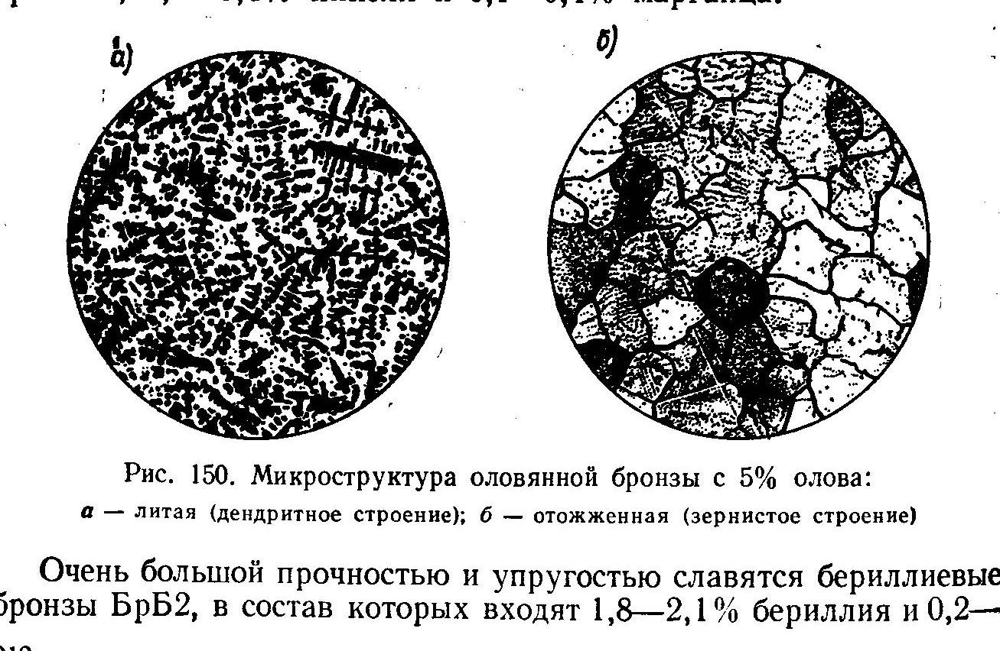 а)
б)
Рис. 150. Микроструктура оловянной бронзы с 5% олова:
а — литая (дендритное строение); б — отожженная (зернистое строение)
Очень большой прочностью и упругостью славятся бериллиевые
бронзы БрБ2, в состав которых входят 1,8—2,1% бериллия и 0,2—